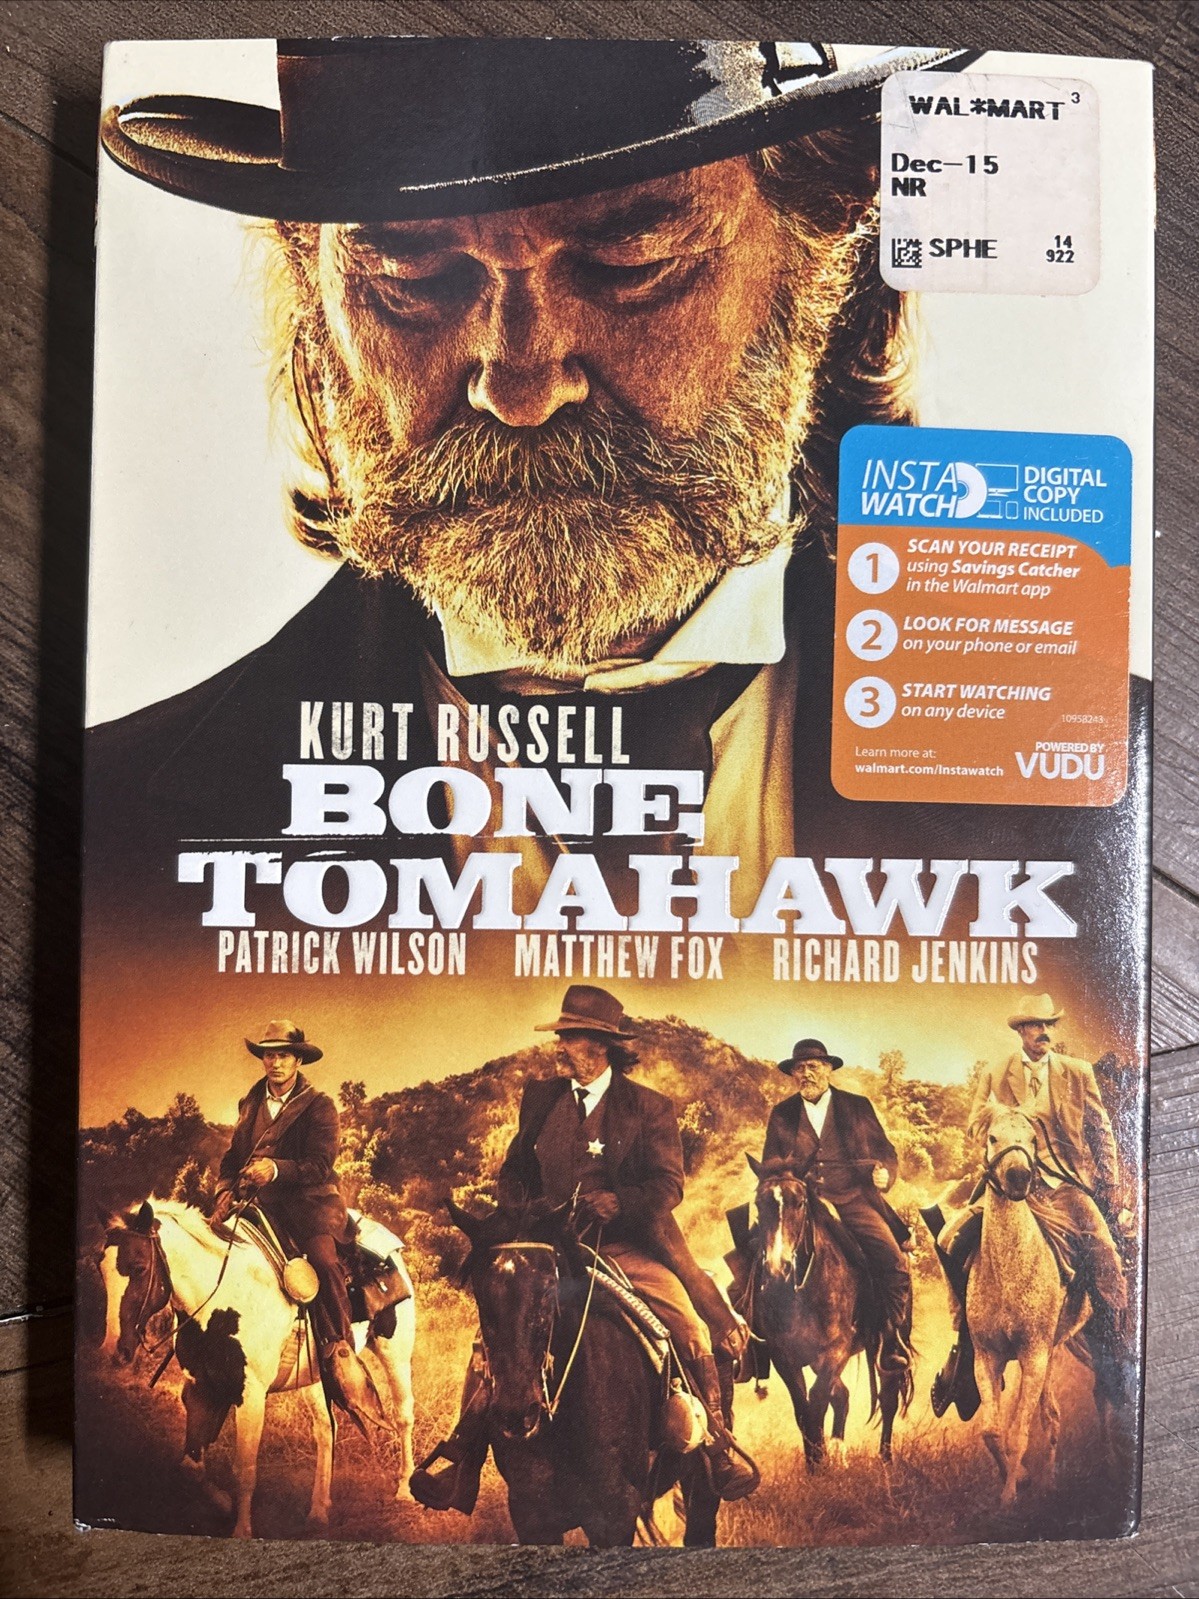 WAL*MART 3
Dec-15
NR
SPHE 14
922
INSTA
WATCH
DIGITAL
COPY
INCLUDED
1 SCAN YOUR RECEIPT
using Savings Catcher
in the Walmart app
2 LOOK FOR MESSAGE
on your phone or email
3 START WATCHING
on any device
10958243
Learn more at:
walmart.com/instawatch
POWERED BY
VUDU
KURT RUSSELL
BONE
TOMAHAWK
PATRICK WILSON MATTHEW FOX RICHARD JENKINS